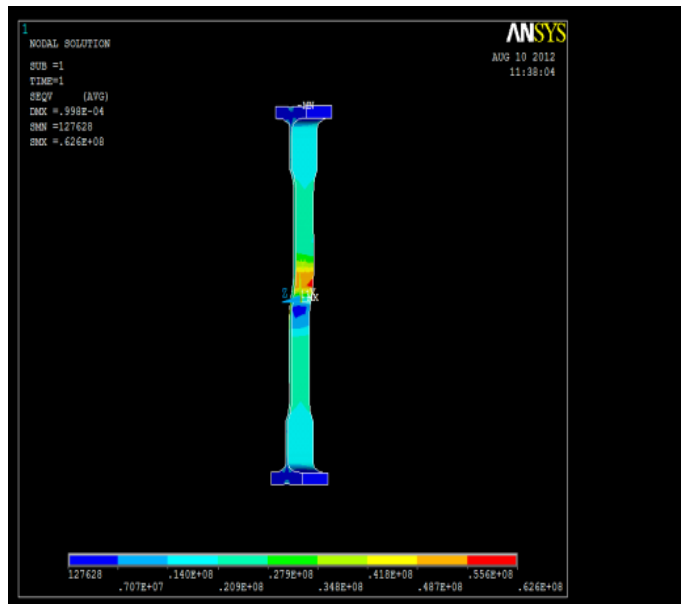 1
ANSYS
NODAL SOLUTION
AUG 10 2012
11:38:04
SUB =1
TIME=1
SEQV (AVG)
DMX =.998E-04
SMN =127628
SMX =.626E+08
MN
MX
127628 .140E+08 .279E+08 .418E+08 .556E+08
.707E+07 .209E+08 .348E+08 .487E+08 .626E+08